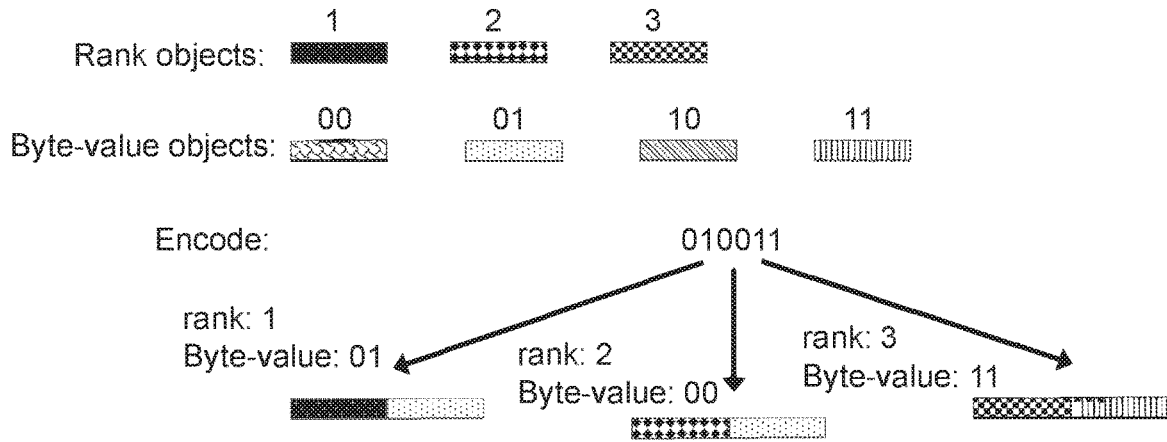 1 2 3
Rank objects:
00 01 10 11
Byte-value objects:
Encode: 010011
rank: 1
Byte-value: 01
rank: 2
Byte-value: 00
rank: 3
Byte-value: 11